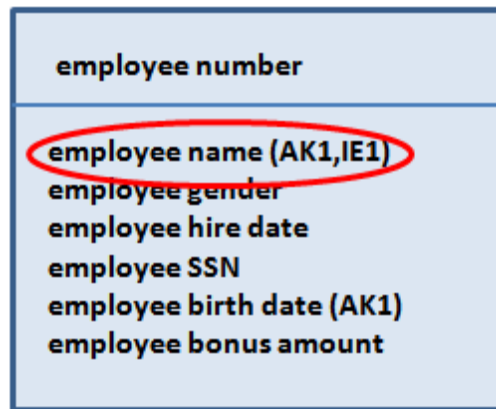 employee number
employee name (AK1,IE1)
employee gender
employee hire date
employee SSN
employee birth date (AK1)
employee bonus amount